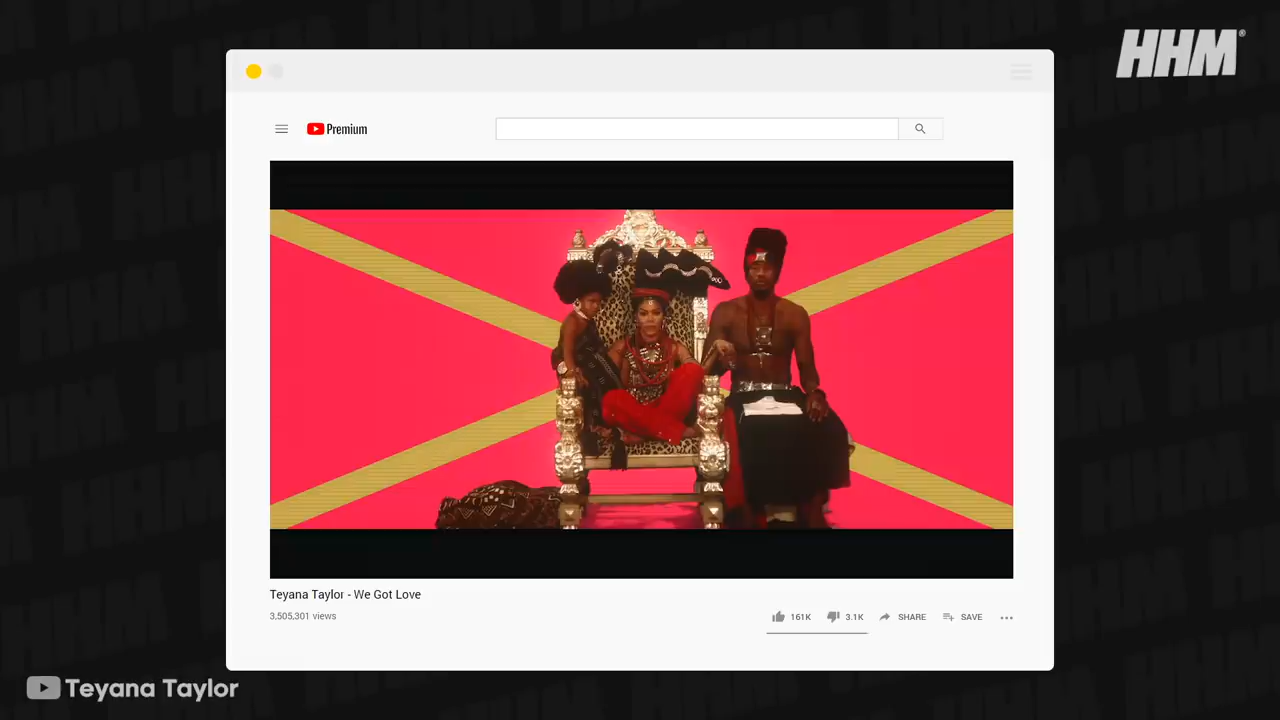 HHM®
Premium
Teyana Taylor - We Got Love
3,505,301 views
161K
3.1K
SHARE
SAVE
Teyana Taylor